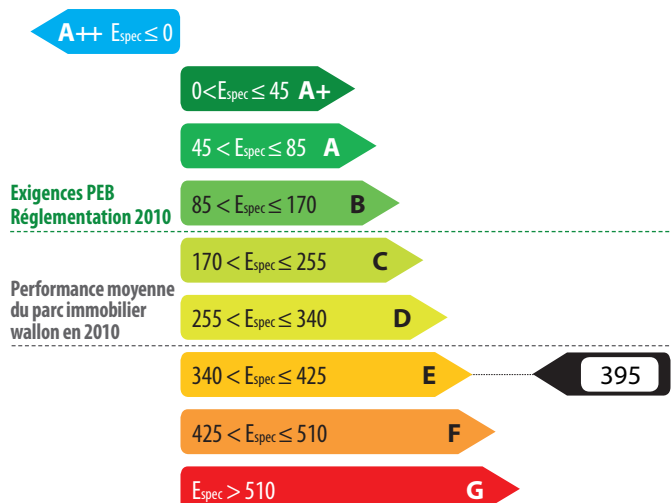 A++ Espec ≤ 0
0<Espec ≤ 45 A+
45 < Espec ≤ 85 A
Exigences PEB
Réglementation 2010
85 < Espec ≤ 170 B
170 < Espec ≤ 255 C
Performance moyenne
du parc immobilier
wallon en 2010
255 < Espec ≤ 340 D
340 < Espec ≤ 425 E 395
425 < Espec ≤ 510 F
Espec > 510 G